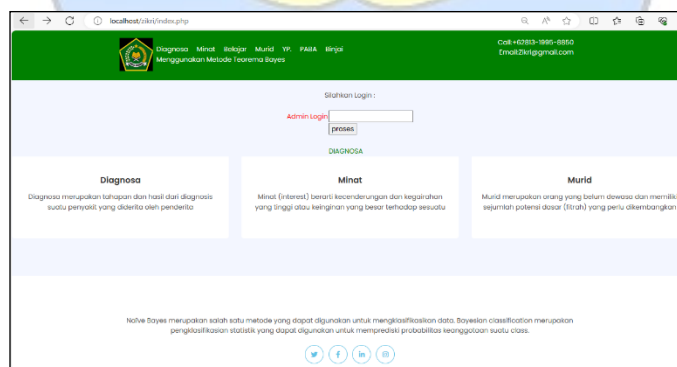 localhost/zikri/index.php
Diagnosa Minat Belajar Murid YP. PABA Binjai
Menggunakan Metode Teorema Bayes
Call:+62813-1995-8850
Email:Zikri@gmail.com
Silahkan Login :
Admin Login
proses
DIAGNOSA
Diagnosa
Diagnosa merupakan tahapan dan hasil dari diagnosis
suatu penyakit yang diderita oleh penderita
Minat
Minat (interest) berarti kecenderungan dan kegairahan
yang tinggi atau keinginan yang besar terhadap sesuatu
Murid
Murid merupakan orang yang belum dewasa dan memilik
sejumlah potensi dasar (fitrah) yang perlu dikembangkan
Naïve Bayes merupakan salah satu metode yang dapat digunakan untuk mengklasifikasikan data. Bayesian classification merupakan
pengklasifikasian statistik yang dapat digunakan untuk memprediksi probabilitas keanggotaan suatu class.